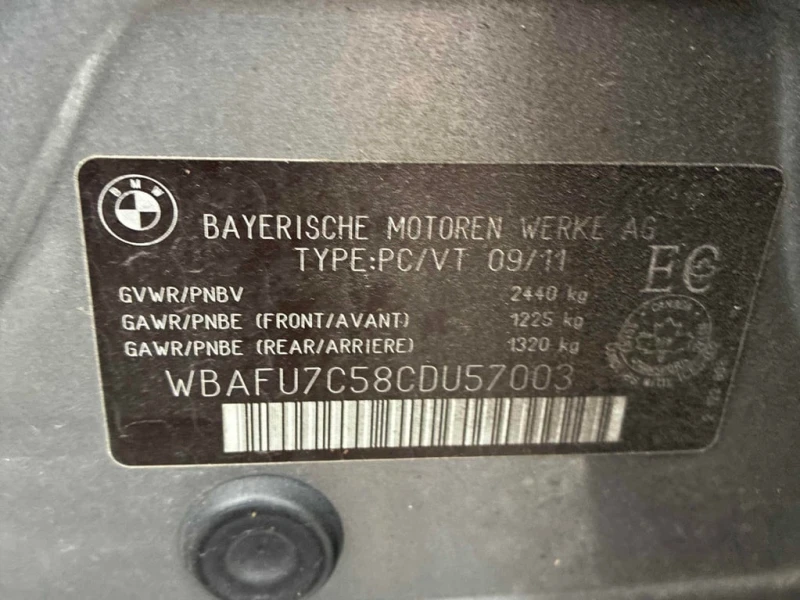 BMW
BAYERISCHE MOTOREN WERKE AG
TYPE:PC/VT 09/11
GVWR/PNBV 2440 kg
GAWR/PNBE (FRONT/AVANT) 1225 kg
GAWR/PNBE (REAR/ARRIERE) 1320 kg
WBAFU7C58CDU57003
CANADA